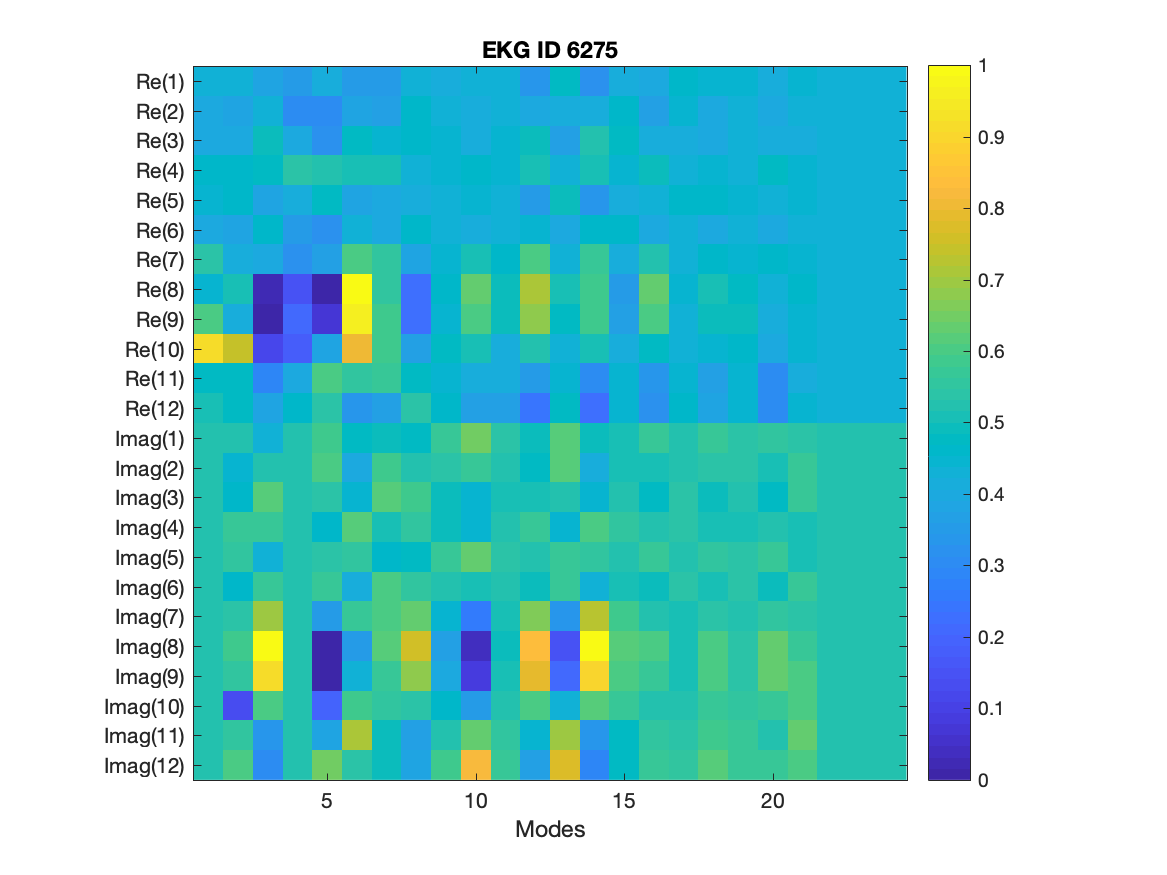 EKG ID 6275
Re(1)
Re(2)
Re(3)
Re(4)
Re(5)
Re(6)
Re(7)
Re(8)
Re(9)
Re(10)
Re(11)
Re(12)
Imag(1)
Imag(2)
Imag(3)
Imag(4)
Imag(5)
Imag(6)
Imag(7)
Imag(8)
Imag(9)
Imag(10)
Imag(11)
Imag(12)
5 10 15 20
Modes
1
0.9
0.8
0.7
0.6
0.5
0.4
0.3
0.2
0.1
0